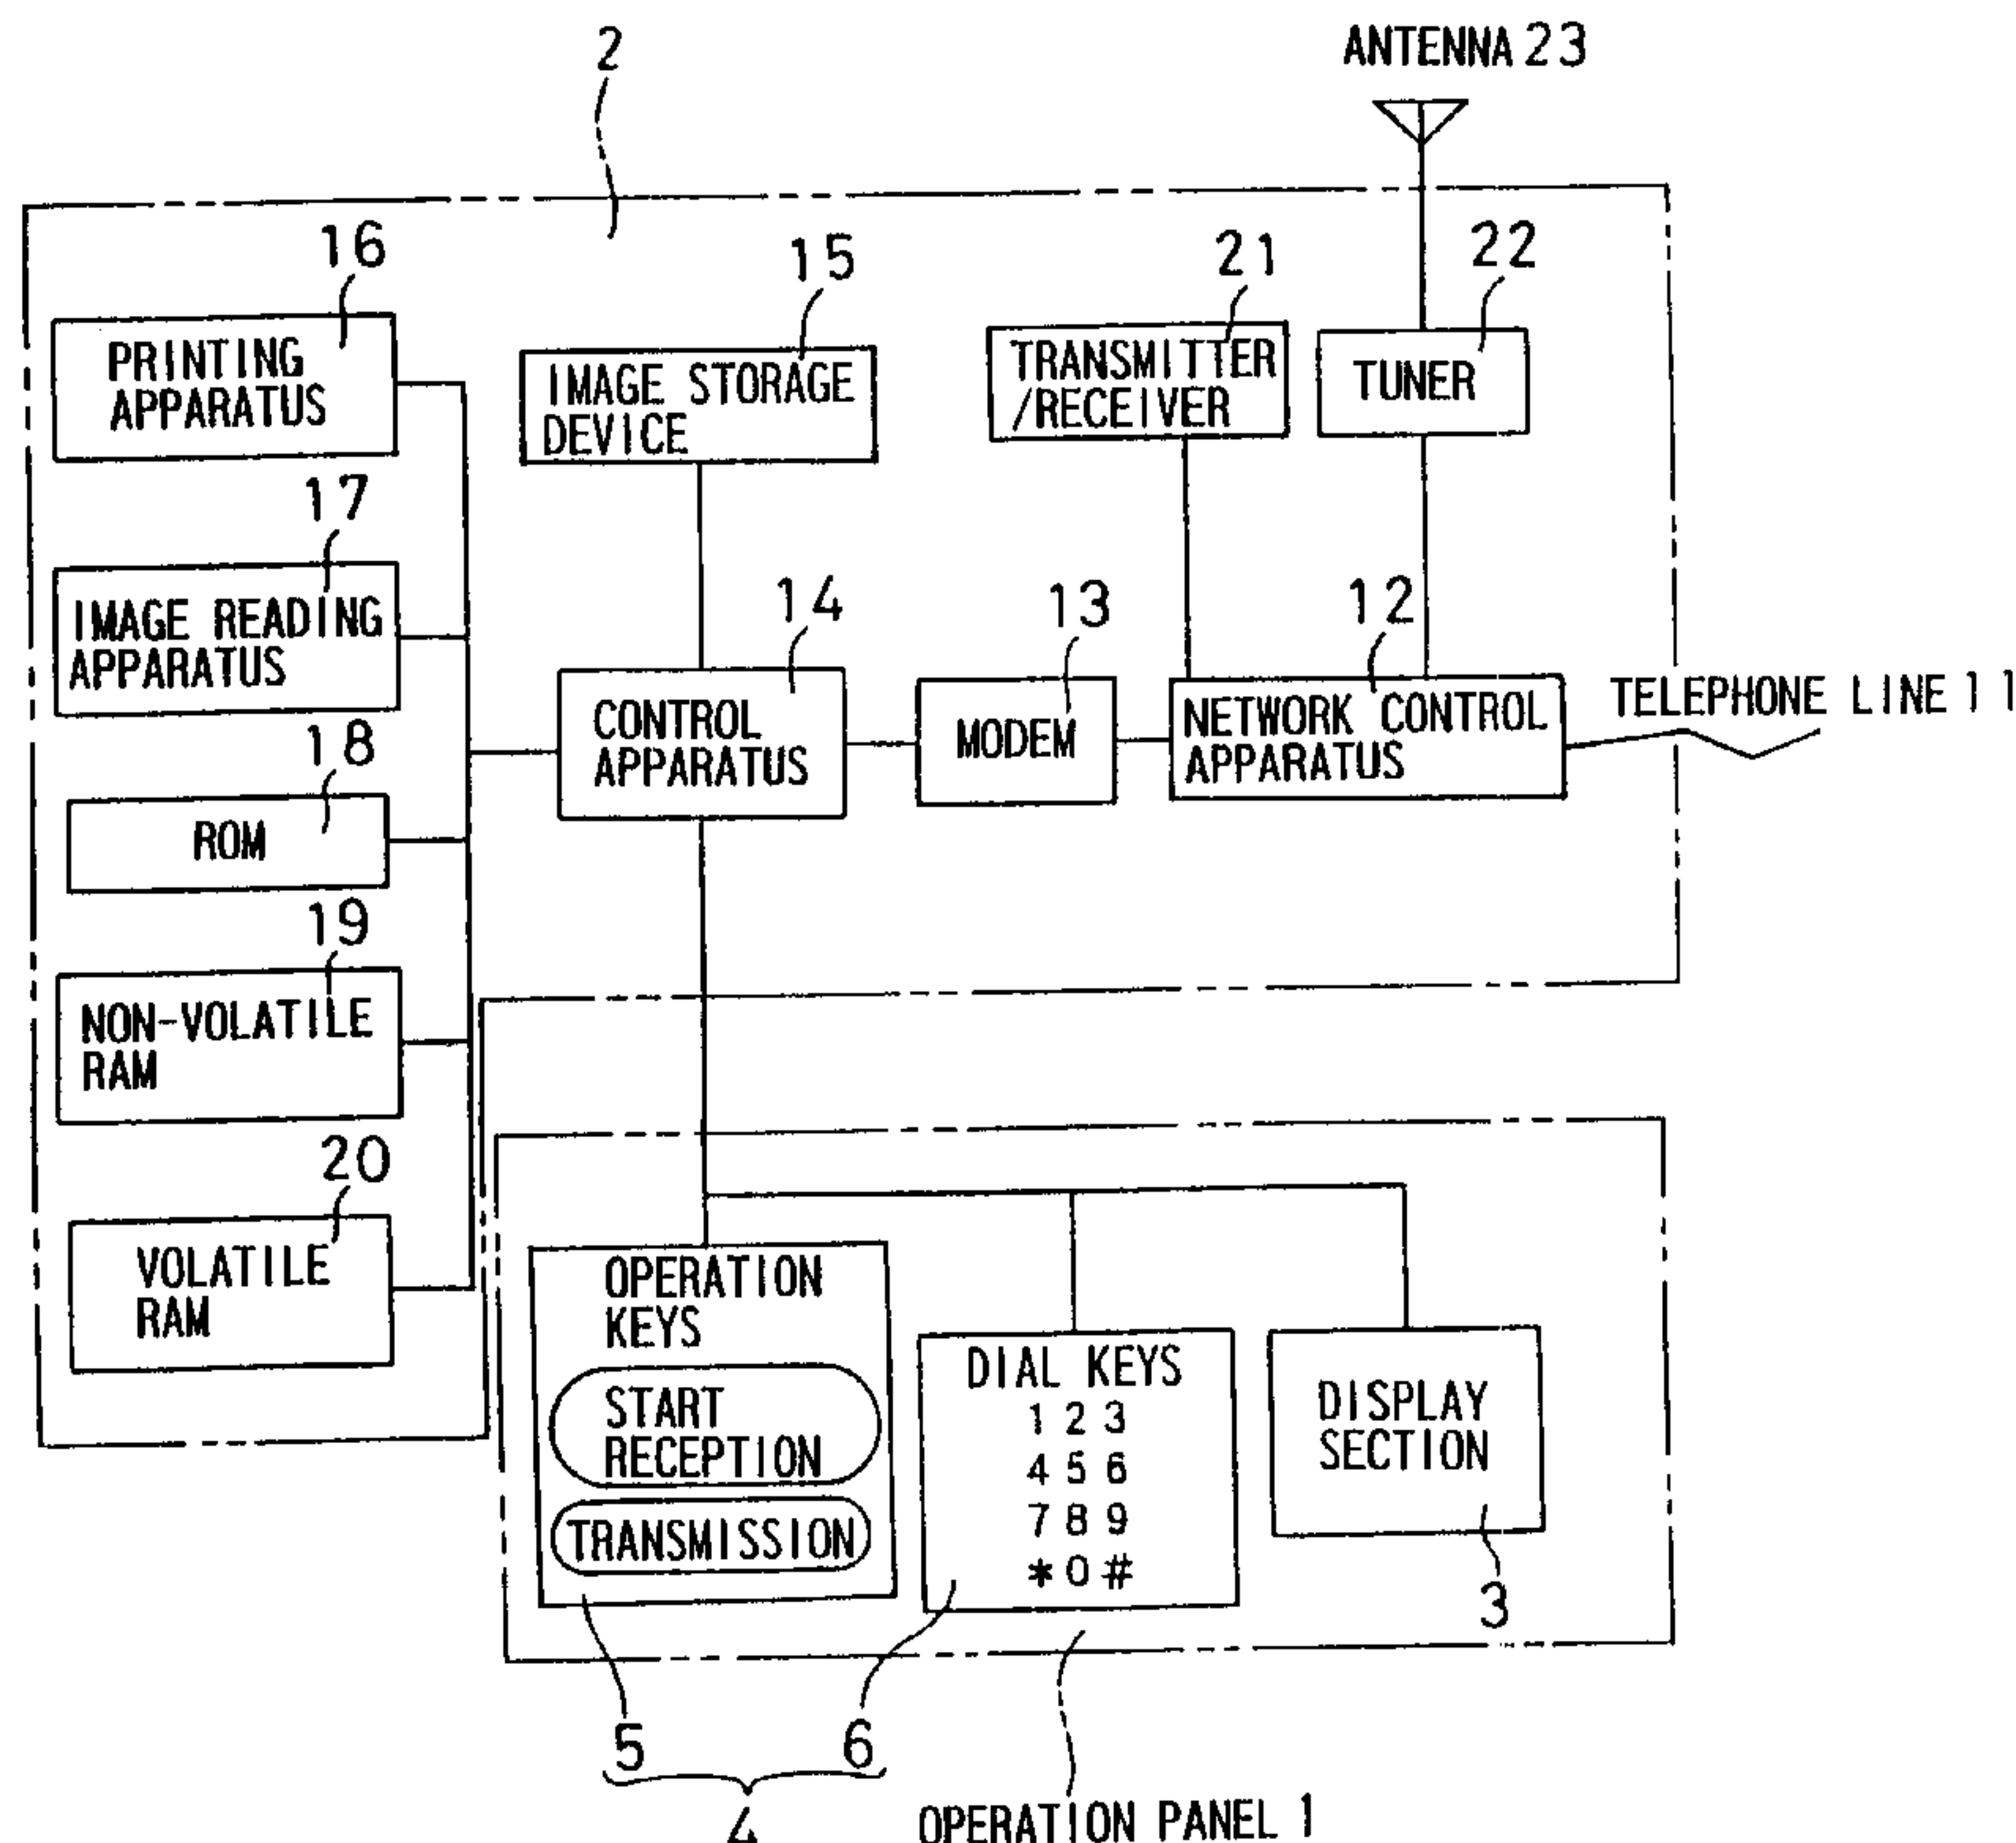 2
ANTENNA 23
16
15
21
22
PRINTING
APPARATUS
IMAGE STORAGE
DEVICE
TRANSMITTER
/RECEIVER
TUNER
17
14
13
12
IMAGE READING
APPARATUS
CONTROL
APPARATUS
MODEM
NETWORK CONTROL
APPARATUS
TELEPHONE LINE 11
18
ROM
19
NON-VOLATILE
RAM
20
VOLATILE
RAM
OPERATION
KEYS
START
RECEPTION
TRANSMISSION
DIAL KEYS
1 2 3
4 5 6
7 8 9
* 0 #
DISPLAY
SECTION
3
5
6
4
OPERATION PANEL 1